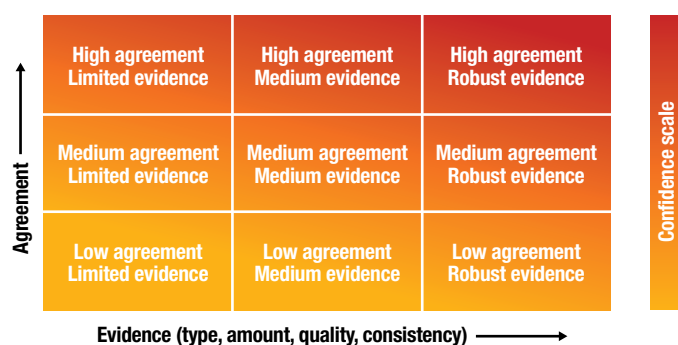 High agreement
Limited evidence
High agreement
Medium evidence
High agreement
Robust evidence
Medium agreement
Limited evidence
Medium agreement
Medium evidence
Medium agreement
Robust evidence
Low agreement
Limited evidence
Low agreement
Medium evidence
Low agreement
Robust evidence
Agreement
Evidence (type, amount, quality, consistency)
Confidence scale